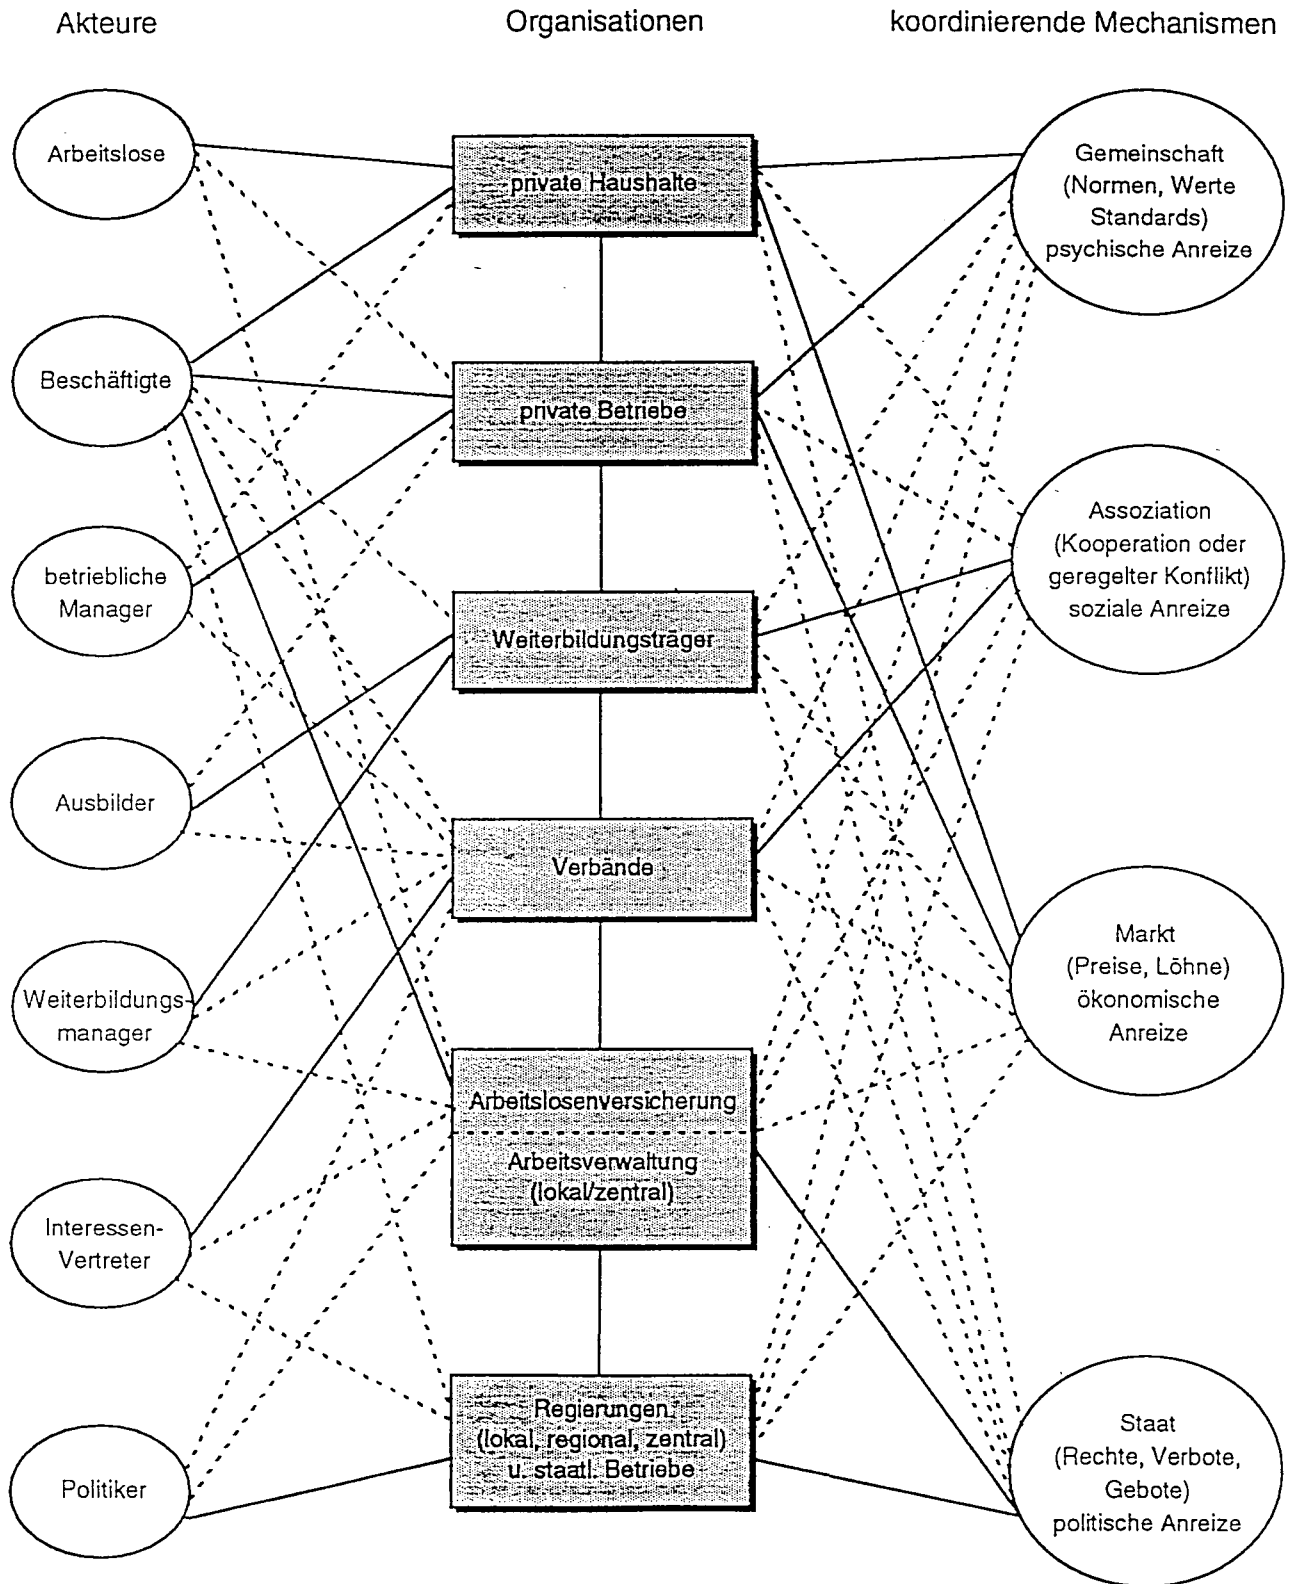 Akteure
Organisationen
koordinierende Mechanismen
Arbeitslose
Beschäftigte
betriebliche
Manager
Ausbilder
Weiterbildungs-
manager
Interessen-
Vertreter
Politiker
private Haushalte
private Betriebe
Weiterbildungsträger
Verbände
Arbeitslosenversicherung
Arbeitsverwaltung
(lokal/zentral)
Regierungen
(lokal, regional, zentral)
u. staatl. Betriebe
Gemeinschaft
(Normen, Werte
Standards)
psychische Anreize
Assoziation
(Kooperation oder
geregelter Konflikt)
soziale Anreize
Markt
(Preise, Löhne)
ökonomische
Anreize
Staat
(Rechte, Verbote,
Gebote)
politische Anreize